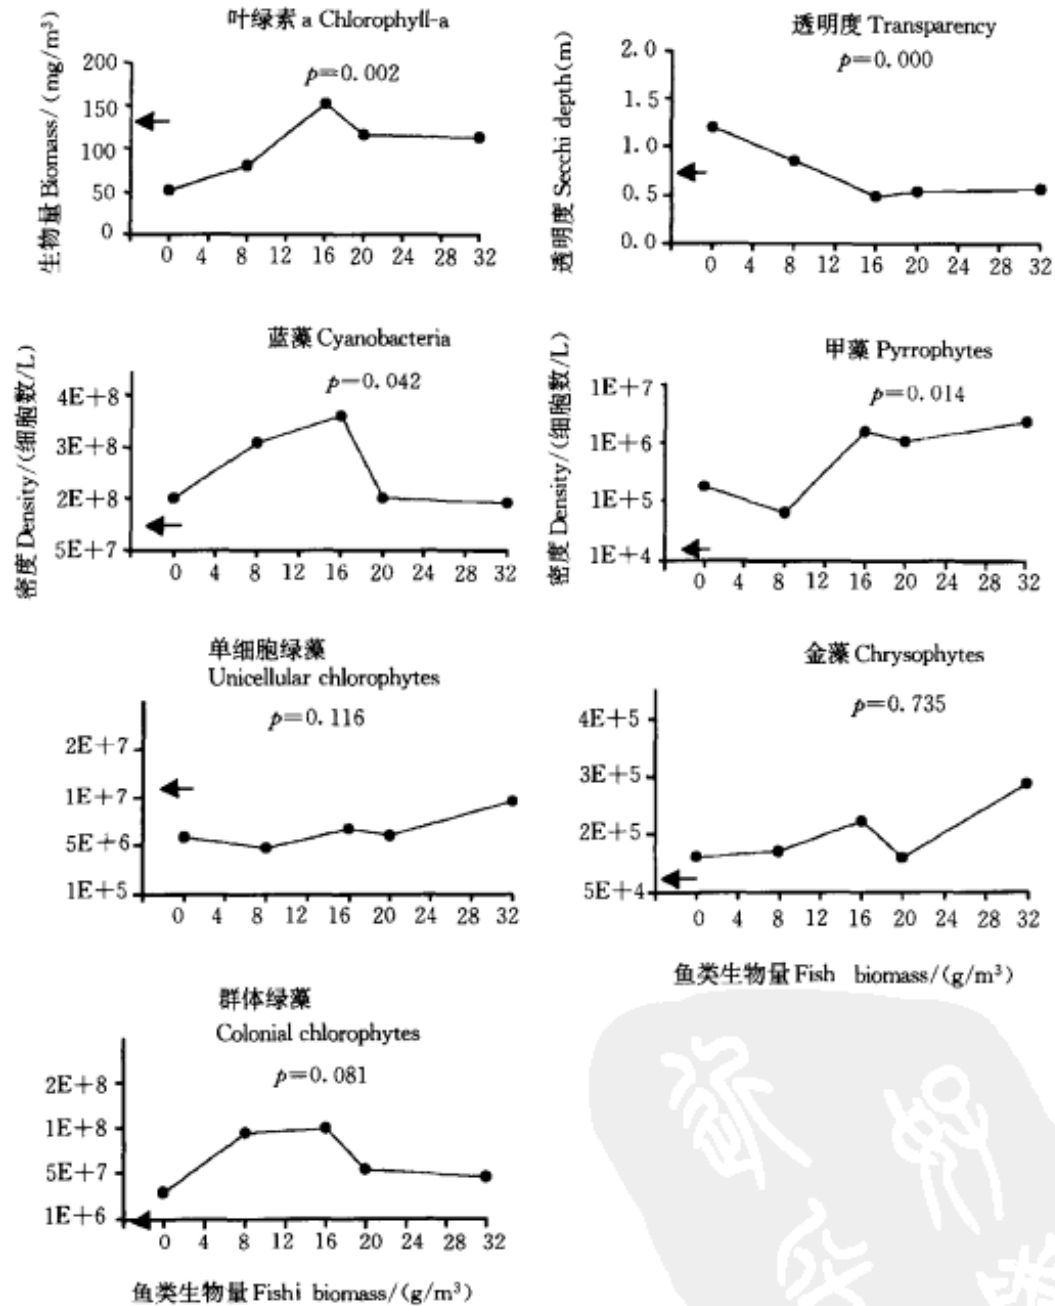 叶绿素 a Chlorophyll-a
生物量 Biomass/(mg/m³)
p=0.002
200
150
100
50
0
0 4 8 12 16 20 24 28 32
透明度 Transparency
透明度 Secchi depth(m)
p=0.000
2.0
1.5
1.0
0.5
0.0
0 4 8 12 16 20 24 28 32
蓝藻 Cyanobacteria
密度 Density/(细胞数/L)
p=0.042
4E+8
3E+8
2E+8
5E+7
0 4 8 12 16 20 24 28 32
甲藻 Pyrrophytes
密度 Density/(细胞数/L)
p=0.014
1E+7
1E+6
1E+5
1E+4
0 4 8 12 16 20 24 28 32
单细胞绿藻
Unicellular chlorophytes
p=0.116
2E+7
1E+7
5E+6
1E+5
0 4 8 12 16 20 24 28 32
金藻 Chrysophytes
p=0.735
4E+5
3E+5
2E+5
5E+4
0 4 8 12 16 20 24 28 32
鱼类生物量 Fish biomass/(g/m³)
群体绿藻
Colonial chlorophytes
p=0.081
2E+8
1E+8
5E+7
1E+6
0 4 8 12 16 20 24 28 32
鱼类生物量 Fishi biomass/(g/m³)